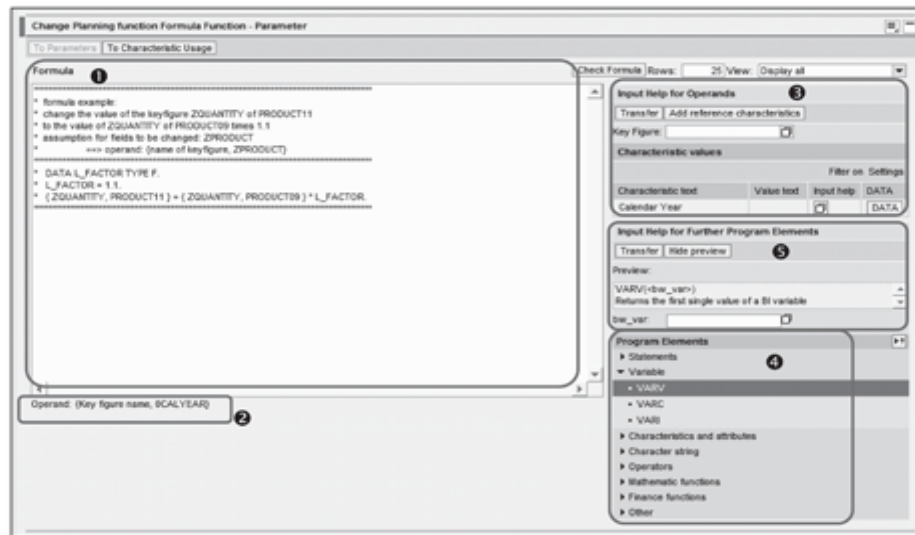 Change Planning function Formula Function - Parameter
To Parameters To Characteristic Usage
Formula ❶ Check Formula Rows: 25 View: Display all
* formula example:
* change the value of the keyfigure ZQUANTITY of PRODUCT11
* to the value of ZQUANTITY of PRODUCT09 times 1.1
* assumption for fields to be changed: ZPRODUCT
* ==> operand: {name of keyfigure, ZPRODUCT}
* DATA L_FACTOR TYPE F.
* L_FACTOR = 1.1.
* { ZQUANTITY, PRODUCT11 } = { ZQUANTITY, PRODUCT09 } * L_FACTOR.
Operand: {Key figure name, 0CALYEAR}
❷
Input Help for Operands ❸
Transfer Add reference characteristics
Key Figure:
Characteristic values
Filter on Settings
Characteristic text Value text Input help DATA
Calendar Year DATA
Input Help for Further Program Elements
Transfer Hide preview ❺
Preview:
VARV(<bw_var>)
Returns the first single value of a BI variable
bw_var:
Program Elements
Statements ❹
Variable
VARV
VARC
VARI
Characteristics and attributes
Character string
Operators
Mathematic functions
Finance functions
Other